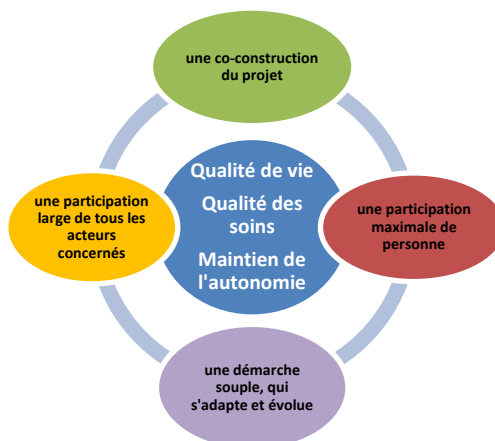 une co-construction
du projet
Qualité de vie
Qualité des
soins
Maintien de
l'autonomie
une participation
large de tous les
acteurs
concernés
une participation
maximale de
personne
une démarche
souple, qui
s'adapte et évolue